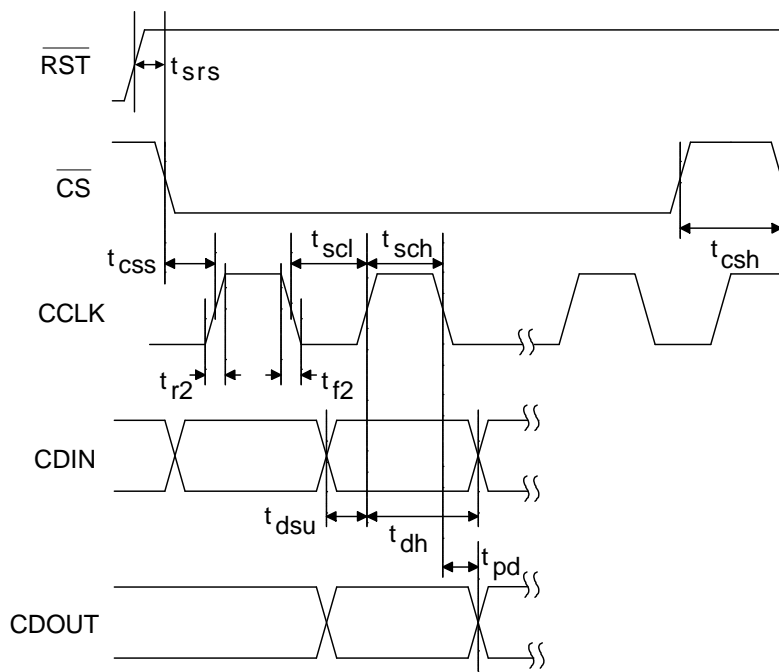 RST
t srs
CS
t css
t scl
t sch
t csh
CCLK
t r2
t f2
CDIN
t dsu
t dh
t pd
CDOUT